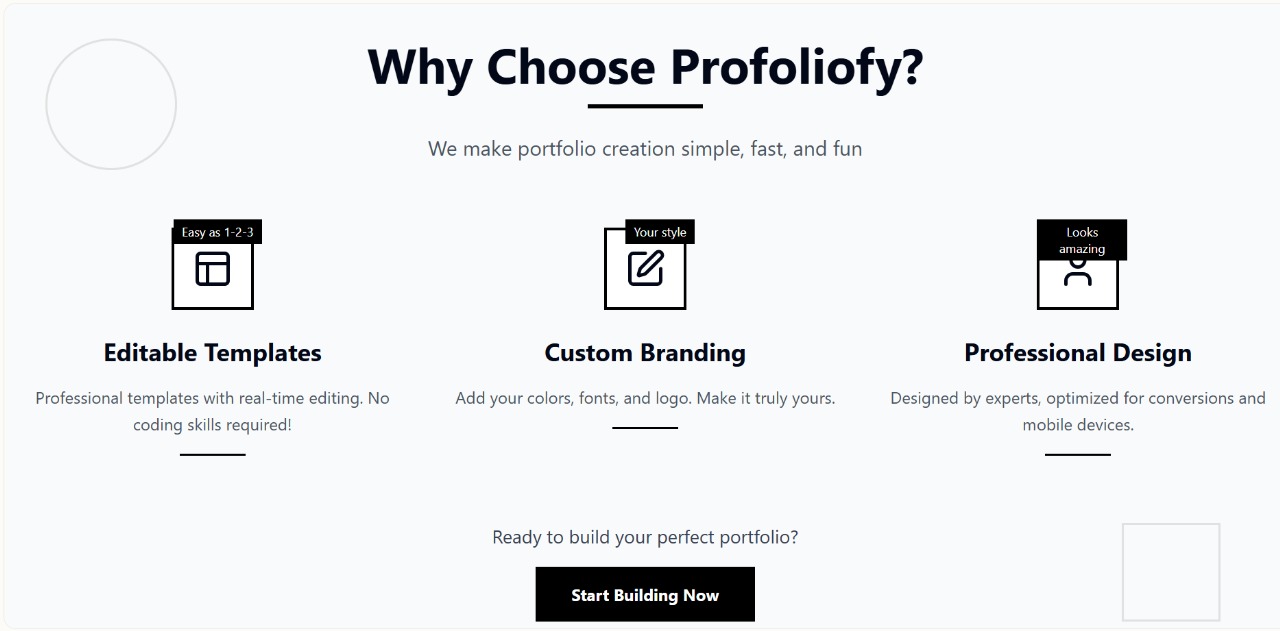 Why Choose Profoliofy?
We make portfolio creation simple, fast, and fun
Easy as 1-2-3
Editable Templates
Professional templates with real-time editing. No
coding skills required!
Your style
Custom Branding
Add your colors, fonts, and logo. Make it truly yours.
Looks
amazing
Professional Design
Designed by experts, optimized for conversions and
mobile devices.
Ready to build your perfect portfolio?
Start Building Now